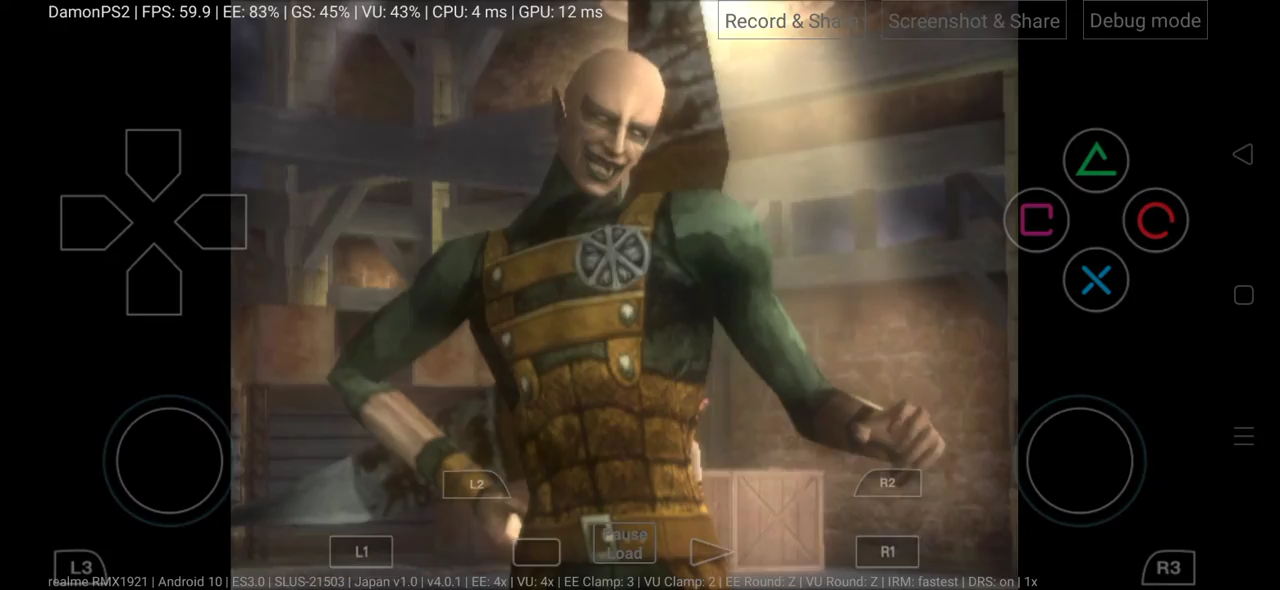 DamonPS2 | FPS: 59.9 | EE: 83% | GS: 45% | VU: 43% | CPU: 4 ms | GPU: 12 ms
Record & Share
Screenshot & Share
Debug mode
L2
R2
Pause
Load
L1
R1
L3
R3
realme RMX1921 | Android 10 | ES3.0 | SLUS-21503 | Japan v1.0 | v4.0.1 | EE: 4x | VU: 4x | EE Clamp: 3 | VU Clamp: 2 | EE Round: Z | VU Round: Z | IRM: fastest | DRS: on | 1x